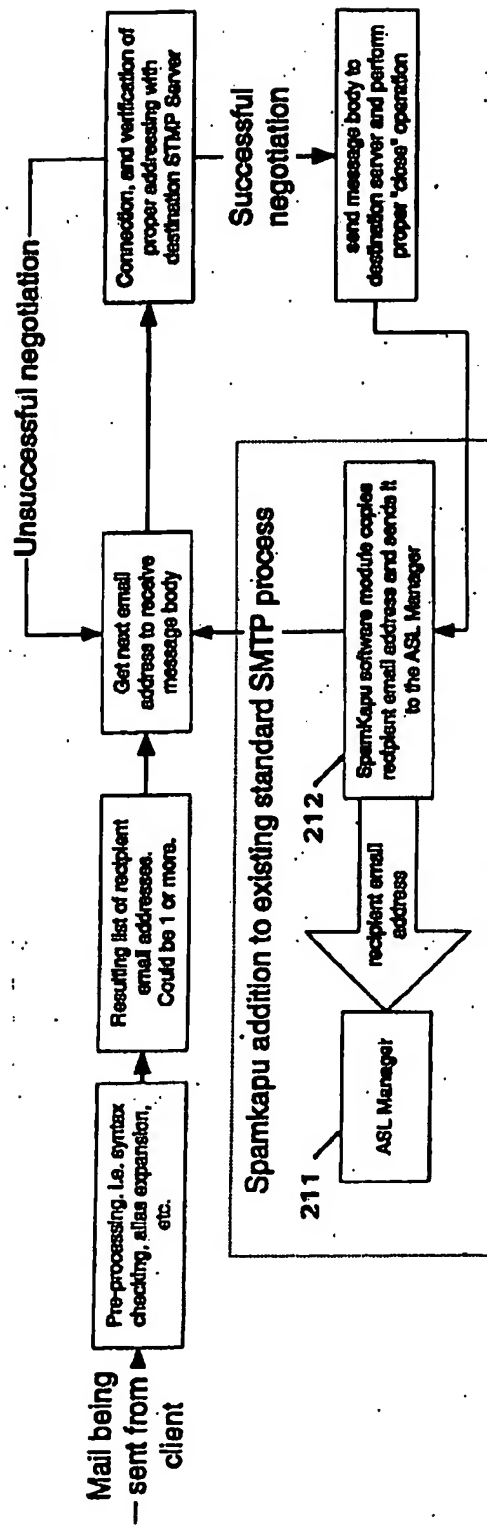 Mail being
sent from
client
Pre-processing. i.e. syntax
checking, alias expansion,
etc.
Resulting list of recipient
email addresses.
Could be 1 or more.
Get next email
address to receive
message body
Unsuccessful negotiation
Connection, and verification of
proper addressing with
destination STMP Server
Successful
negotiation
send message body to
destination server and perform
proper "close" operation
Spamkapu addition to existing standard SMTP process
212
SpamKapu software module copies
recipient email address and sends it
to the ASL Manager
recipient email
address
211
ASL Manager